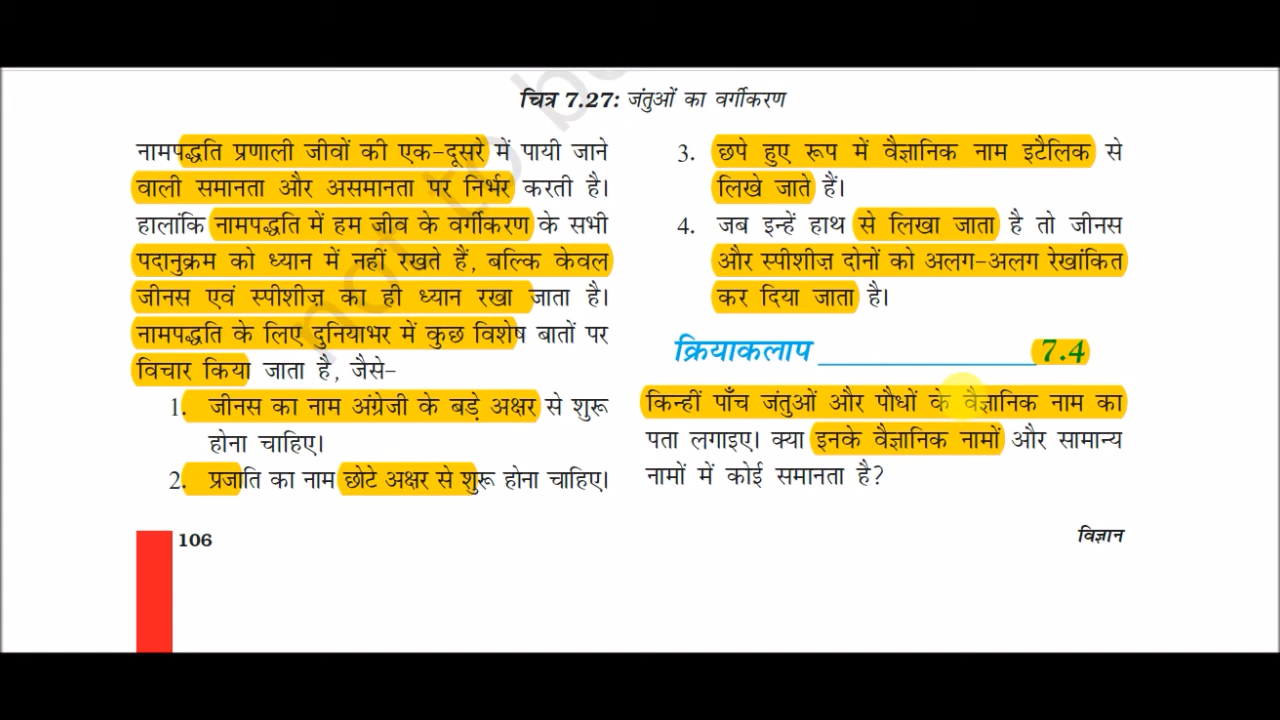 चित्र 7.27: जंतुओं का वर्गीकरण
नामपद्धति प्रणाली जीवों की एक-दूसरे में पायी जाने
वाली समानता और असमानता पर निर्भर करती है।
हालांकि नामपद्धति में हम जीव के वर्गीकरण के सभी
पदानुक्रम को ध्यान में नहीं रखते हैं, बल्कि केवल
जीनस एवं स्पीशीज़ का ही ध्यान रखा जाता है।
नामपद्धति के लिए दुनियाभर में कुछ विशेष बातों पर
विचार किया जाता है, जैसे–
1. जीनस का नाम अंग्रेजी के बड़े अक्षर से शुरू
होना चाहिए।
2. प्रजाति का नाम छोटे अक्षर से शुरू होना चाहिए।
3. छपे हुए रूप में वैज्ञानिक नाम इटैलिक से
लिखे जाते हैं।
4. जब इन्हें हाथ से लिखा जाता है तो जीनस
और स्पीशीज़ दोनों को अलग-अलग रेखांकित
कर दिया जाता है।
क्रियाकलाप 7.4
किन्हीं पाँच जंतुओं और पौधों के वैज्ञानिक नाम का
पता लगाइए। क्या इनके वैज्ञानिक नामों और सामान्य
नामों में कोई समानता है?
106
विज्ञान
not to be